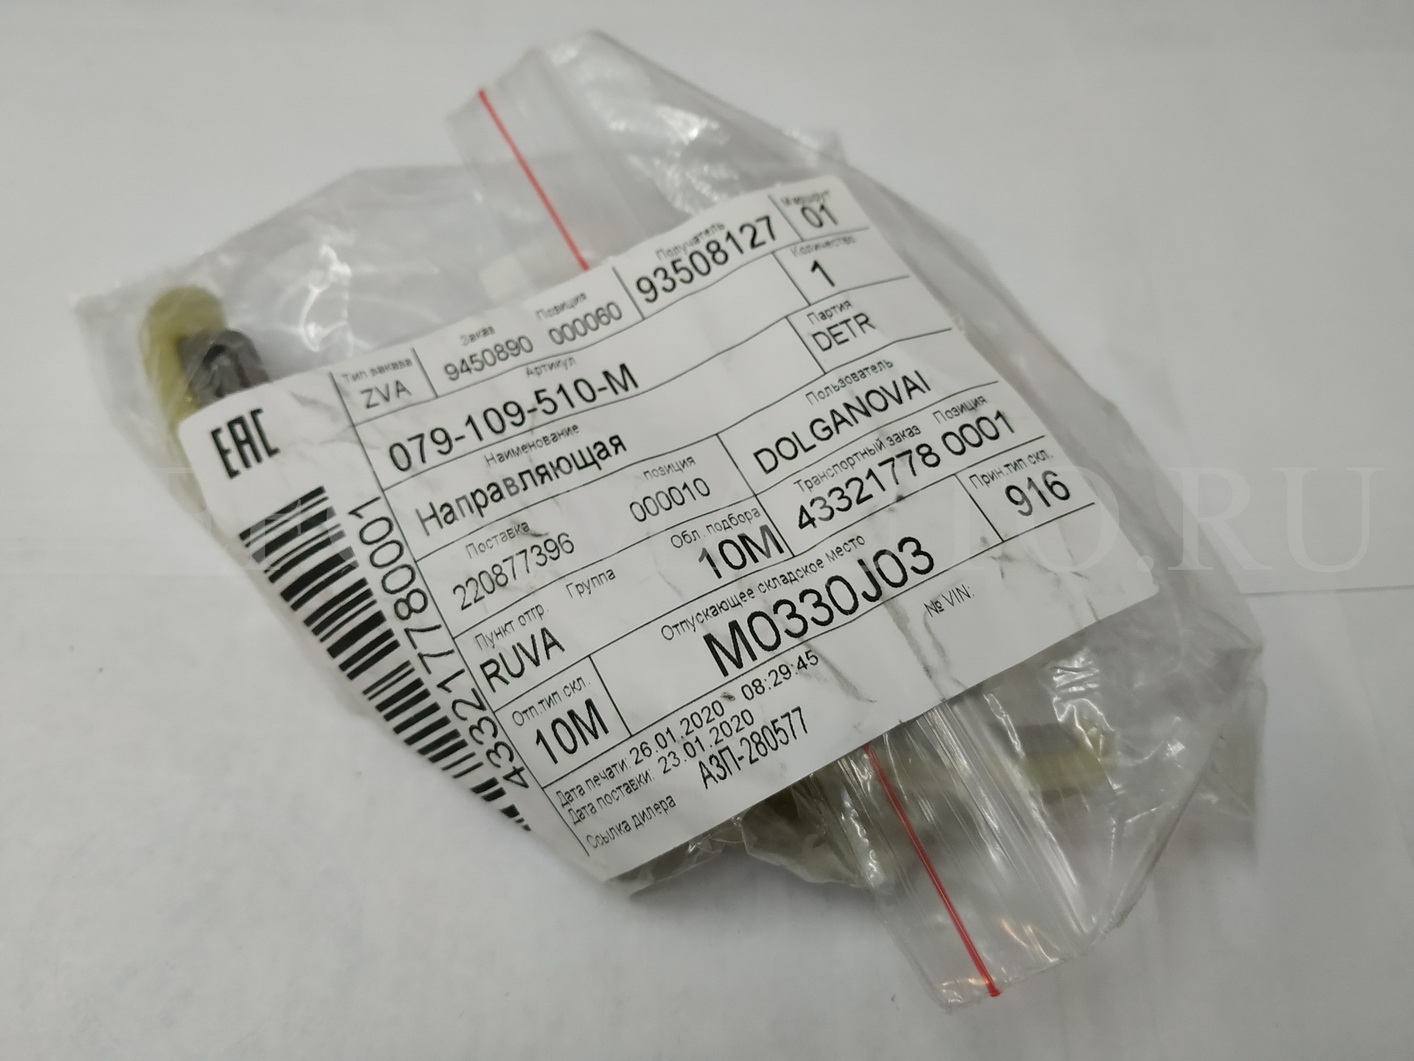 Тип заказа
ZVA
Заказ
9450890
Позиция
000060
Получатель
93508127
Маршрут
01
Артикул
079-109-510-M
Количество
1
Наименование
Направляющая
Партия
DETR
Поставка
220877396
позиция
000010
Пользователь
DOLGANOVAI
Пункт отгр.
RUVA
Группа
Обл. подбора
10M
Транспортный заказ
43321778
Позиция
0001
Отп.тип скл.
10M
Отпускающее складское место
M0330J03
Прин.тип скл.
916
Дата печати: 26.01.2020 08:29:45
Дата поставки: 23.01.2020
№ VIN:
Ссылка дилера
АЗП-280577
EAC
433217780001